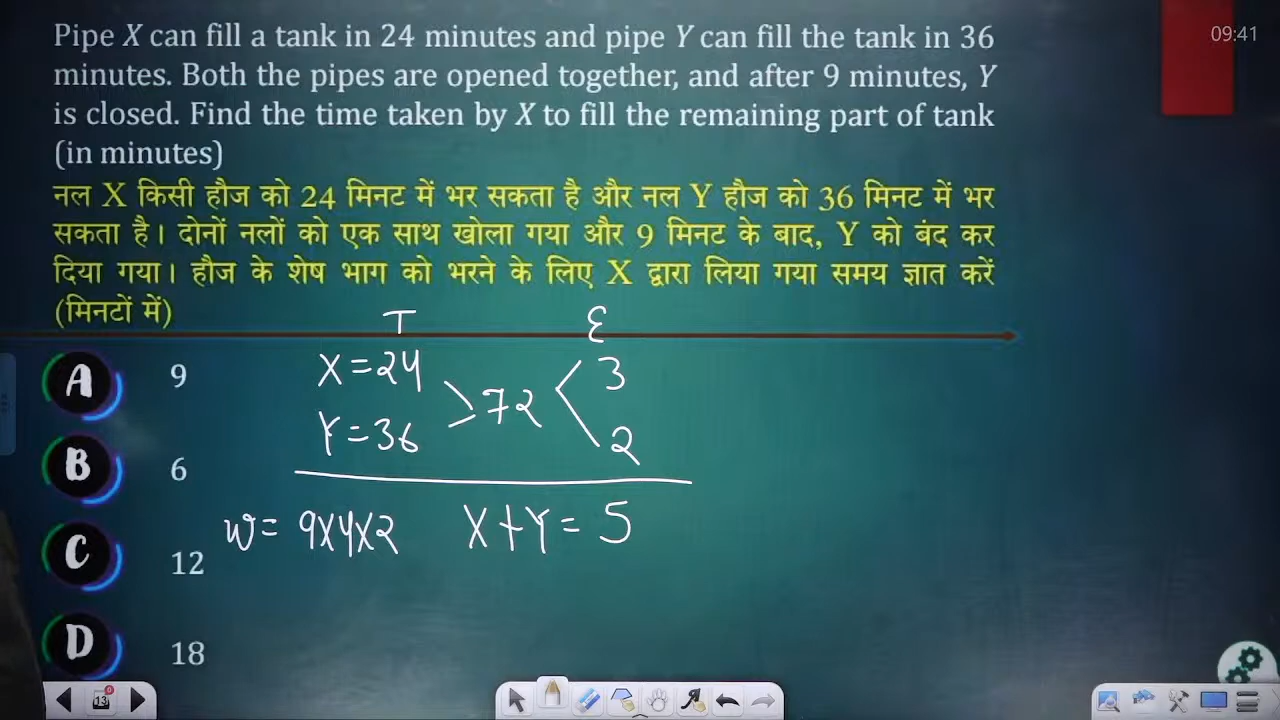 Pipe X can fill a tank in 24 minutes and pipe Y can fill the tank in 36
minutes. Both the pipes are opened together, and after 9 minutes, Y
is closed. Find the time taken by X to fill the remaining part of tank
(in minutes)
नल X किसी हौज को 24 मिनट में भर सकता है और नल Y हौज को 36 मिनट में भर
सकता है। दोनों नलों को एक साथ खोला गया और 9 मिनट के बाद, Y को बंद कर
दिया गया। हौज के शेष भाग को भरने के लिए X द्वारा लिया गया समय ज्ञात करें
(मिनटों में)
09:41
T E
X=24 3
72
Y=36 2
W= 9X4X2 X+Y= 5
A 9
B 6
C 12
D 18
13